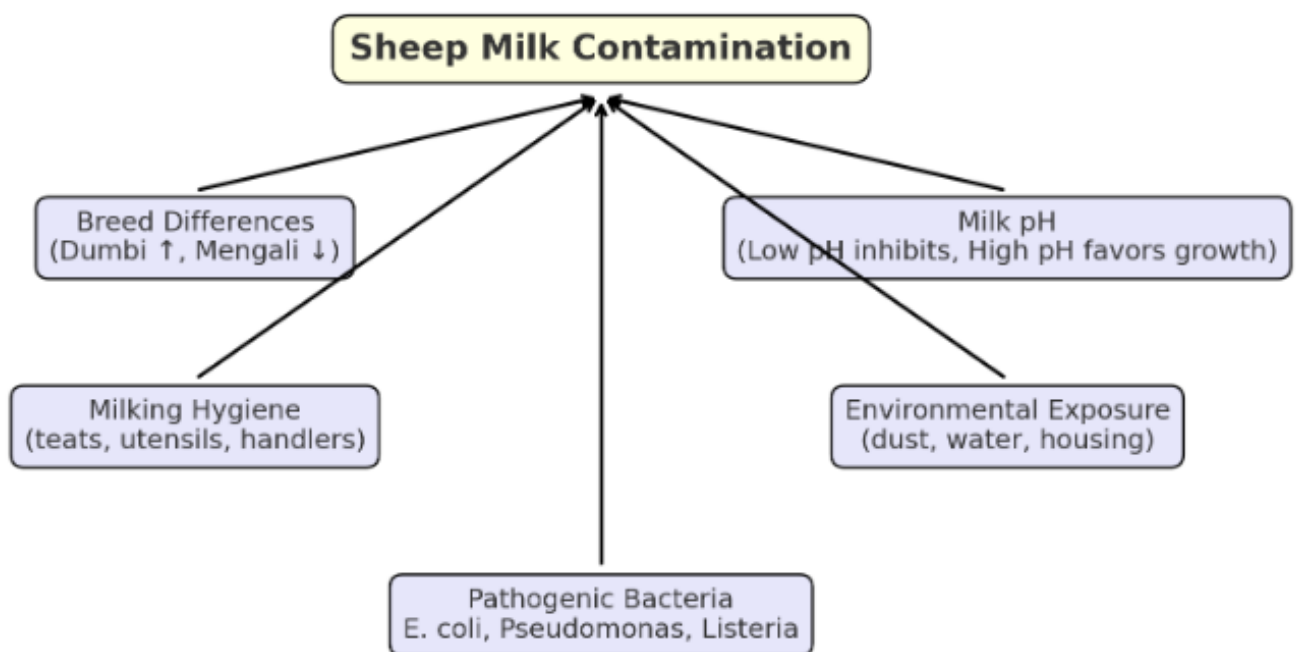 Sheep Milk Contamination
Breed Differences
(Dumbi ↑, Mengali ↓)
Milk pH
(Low pH inhibits, High pH favors growth)
Milking Hygiene
(teats, utensils, handlers)
Environmental Exposure
(dust, water, housing)
Pathogenic Bacteria
E. coli, Pseudomonas, Listeria